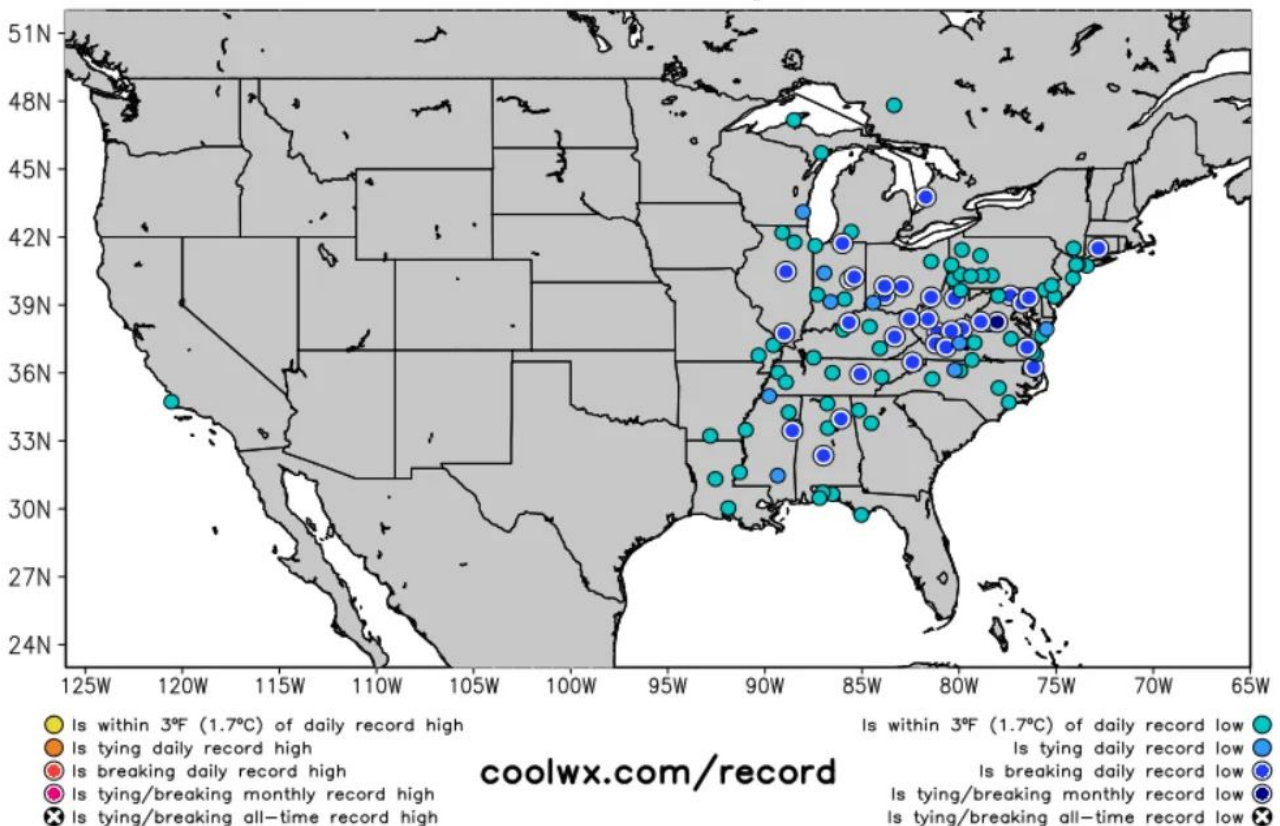 51N
48N
45N
42N
39N
36N
33N
30N
27N
24N
125W 120W 115W 110W 105W 100W 95W 90W 85W 80W 75W 70W 65W
Is within 3ºF (1.7ºC) of daily record high
Is tying daily record high
Is breaking daily record high
Is tying/breaking monthly record high
Is tying/breaking all-time record high
coolwx.com/record
Is within 3ºF (1.7ºC) of daily record low
Is tying daily record low
Is breaking daily record low
Is tying/breaking monthly record low
Is tying/breaking all-time record low